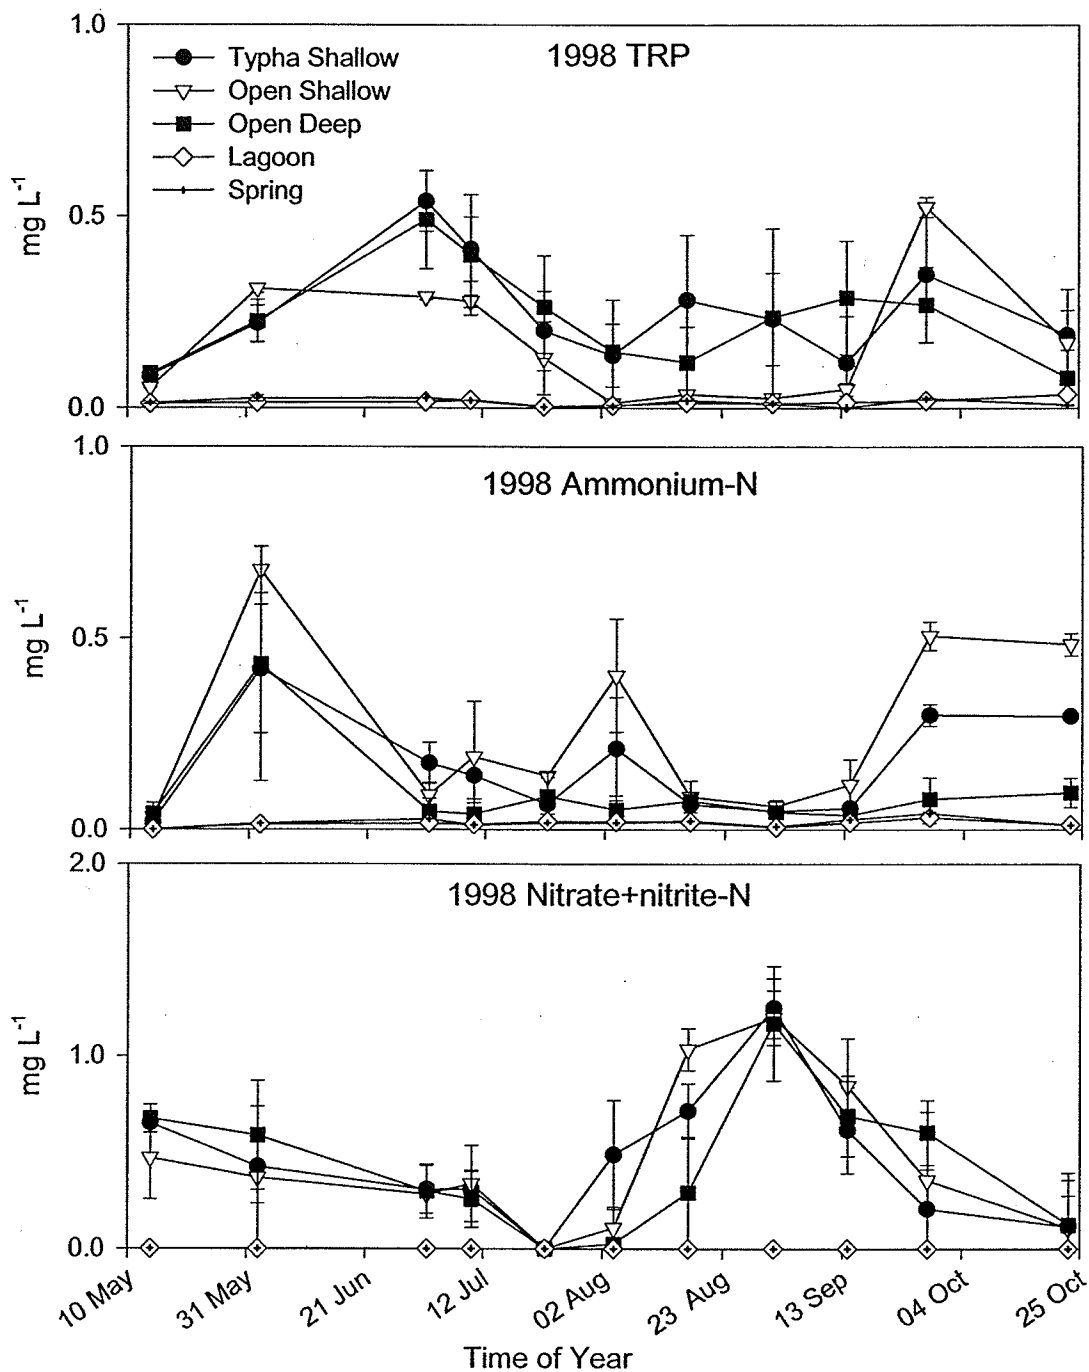 1.0
1998 TRP
Typha Shallow
Open Shallow
Open Deep
Lagoon
Spring
mg L⁻¹
0.5
0.0
1.0
1998 Ammonium-N
mg L⁻¹
0.5
0.0
2.0
1998 Nitrate+nitrite-N
mg L⁻¹
1.0
0.0
10 May
31 May
21 Jun
12 Jul
02 Aug
23 Aug
13 Sep
04 Oct
25 Oct
Time of Year